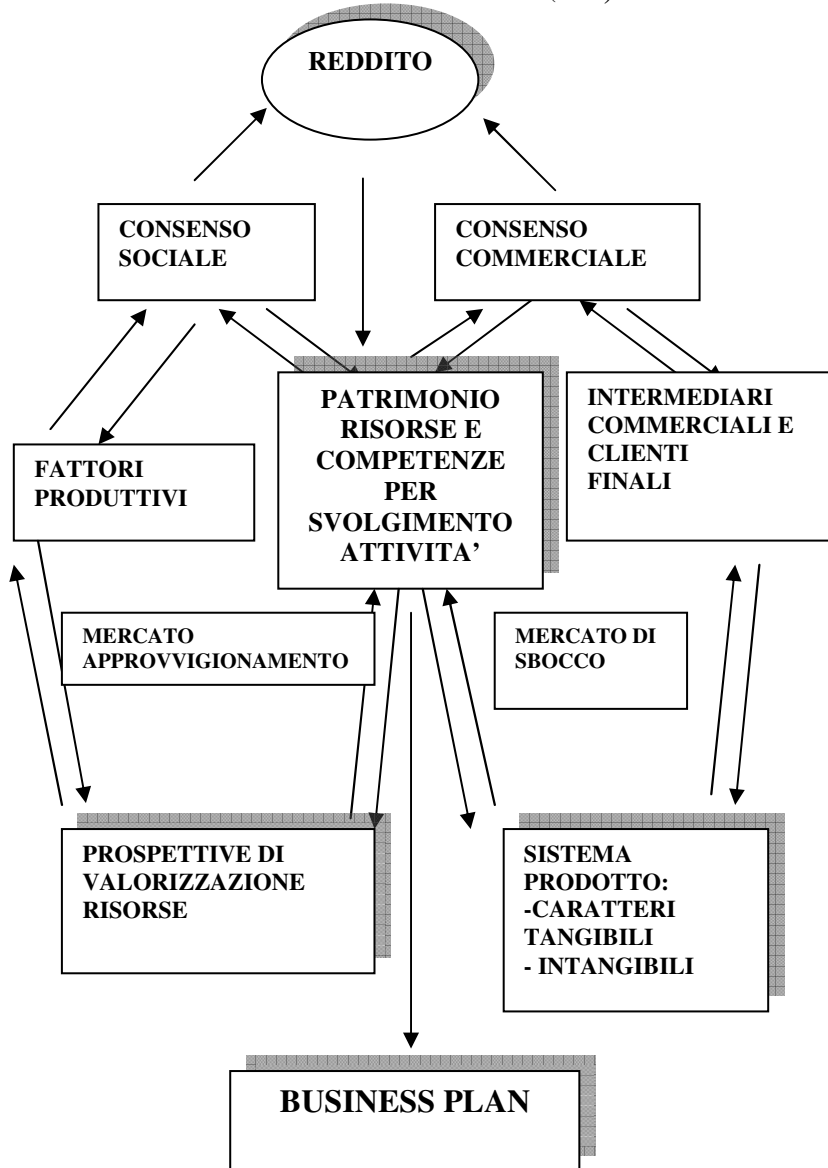 REDDITO
CONSENSO
SOCIALE
CONSENSO
COMMERCIALE
PATRIMONIO
RISORSE E
COMPETENZE
PER
SVOLGIMENTO
ATTIVITA’
INTERMEDIARI
COMMERCIALI E
CLIENTI
FINALI
FATTORI
PRODUTTIVI
MERCATO
APPROVVIGIONAMENTO
MERCATO DI
SBOCCO
PROSPETTIVE DI
VALORIZZAZIONE
RISORSE
SISTEMA
PRODOTTO:
-CARATTERI
TANGIBILI
- INTANGIBILI
BUSINESS PLAN